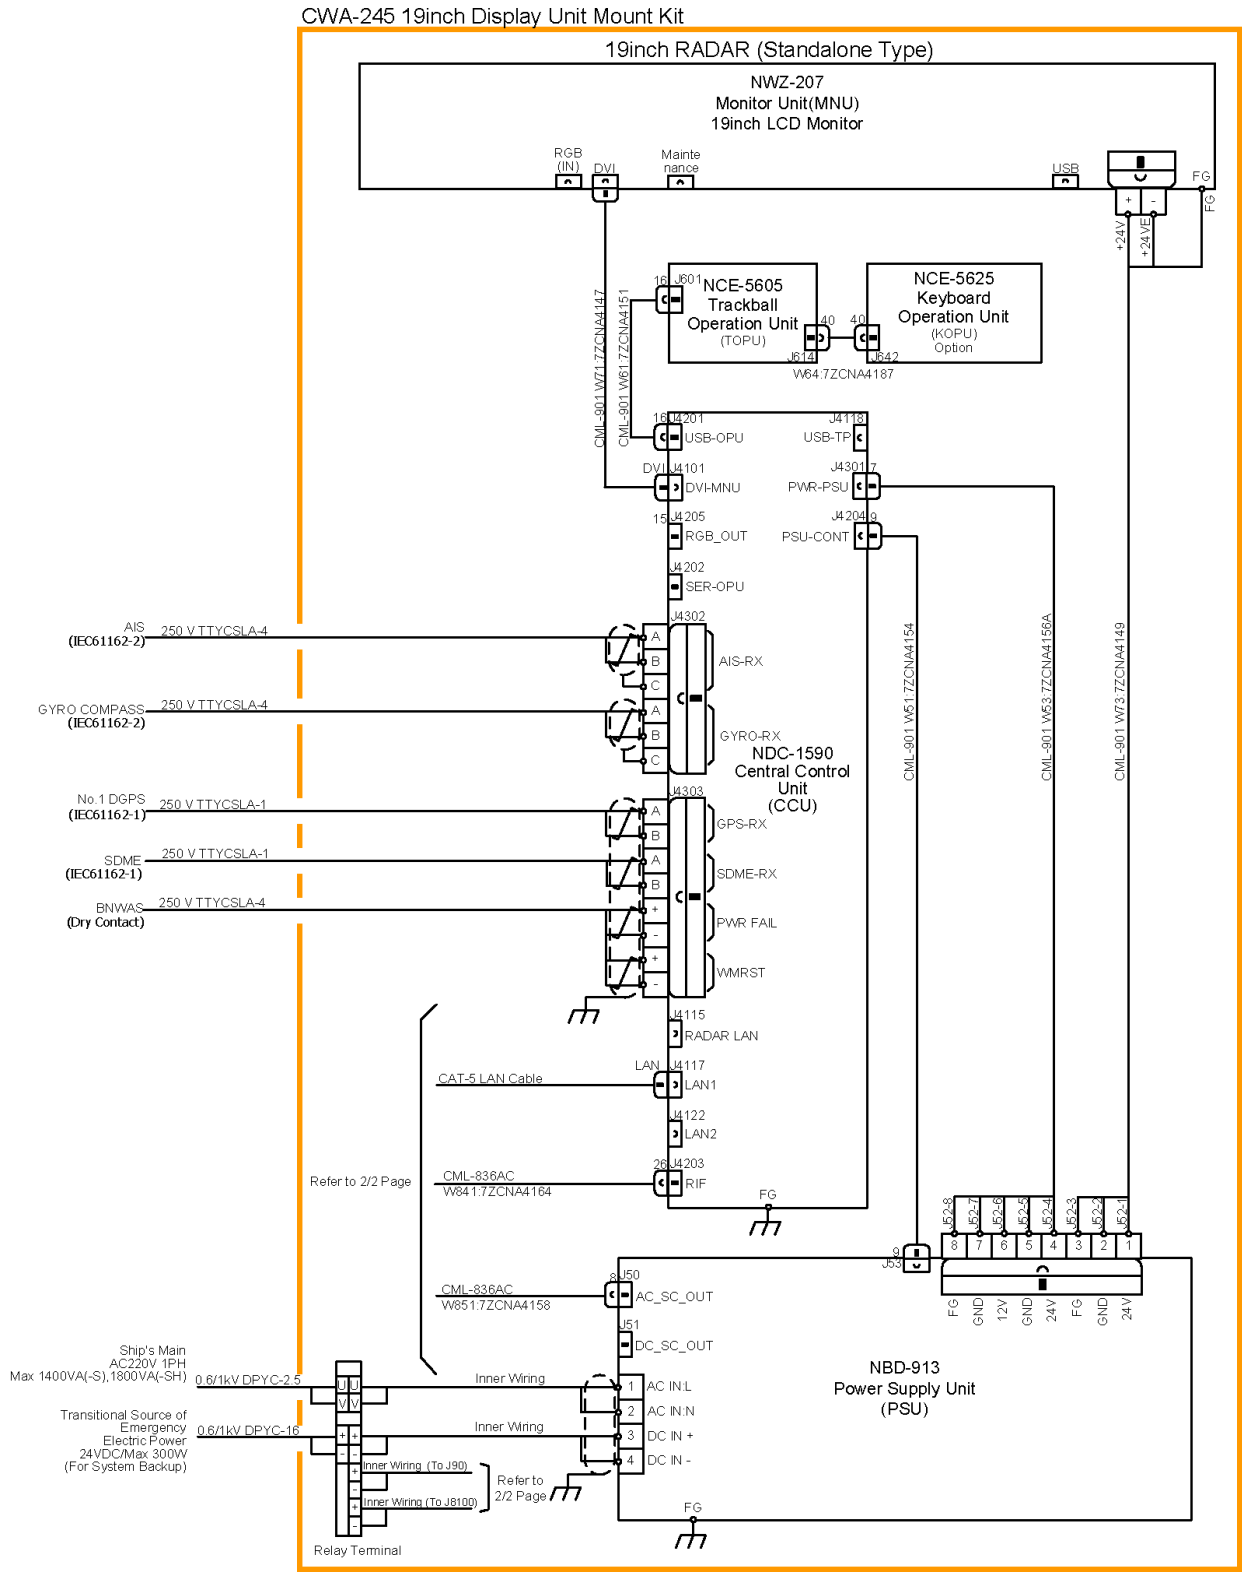 CWA-245 19inch Display Unit Mount Kit
19inch RADAR (Standalone Type)
NWZ-207
Monitor Unit(MNU)
19inch LCD Monitor
RGB
(IN)
DVI
Mainte
nance
USB
FG
FG
+
-
+24V
+24VE
CML-901 W71:7ZCNA4147
CML-901 W61:7ZCNA4151
16
J601
NCE-5605
Trackball
Operation Unit
(TOPU)
40
J614
NCE-5625
Keyboard
Operation Unit
(KOPU)
Option
40
J642
W64:7ZCNA4187
16
J4201
USB-OPU
J4118
USB-TP
DVI
J4101
DVI-MNU
J4301
7
PWR-PSU
15
J4205
RGB_OUT
J4204
9
PSU-CONT
J4202
SER-OPU
J4302
AIS
(IEC61162-2)
250 V TTYCSLA-4
A
B
C
AIS-RX
GYRO COMPASS
(IEC61162-2)
250 V TTYCSLA-4
A
B
C
GYRO-RX
NDC-1590
Central Control
Unit
(CCU)
J4303
No.1 DGPS
(IEC61162-1)
250 V TTYCSLA-1
A
B
GPS-RX
SDME
(IEC61162-1)
250 V TTYCSLA-1
A
B
SDME-RX
BNWAS
(Dry Contact)
250 V TTYCSLA-4
+
-
PWR FAIL
+
-
WMRST
CML-901 W51:7ZCNA4154
CML-901 W53:7ZCNA4156A
CML-901 W73:7ZCNA4149
J4115
RADAR LAN
LAN
J4117
LAN1
CAT-5 LAN Cable
J4122
LAN2
Refer to 2/2 Page
26
J4203
RIF
CML-836AC
W841:7ZCNA4164
FG
J52-8
J52-7
J52-6
J52-5
J52-4
J52-3
J52-2
J52-1
8
7
6
5
4
3
2
1
9
J53
FG
GND
12V
GND
24V
FG
GND
24V
CML-836AC
W851:7ZCNA4158
8
J50
AC_SC_OUT
J51
DC_SC_OUT
NBD-913
Power Supply Unit
(PSU)
Ship's Main
AC220V 1PH
Max 1400VA(-S),1800VA(-SH)
0.6/1kV DPYC-2.5
U U
V V
Inner Wiring
1
AC IN:L
2
AC IN:N
Transitional Source of
Emergency
Electric Power
24VDC/Max 300W
(For System Backup)
0.6/1kV DPYC-16
+ +
- -
Inner Wiring
3
DC IN +
4
DC IN -
+
Inner Wiring (To J90)
-
+
Inner Wiring (To J8100)
-
Refer to
2/2 Page
FG
Relay Terminal